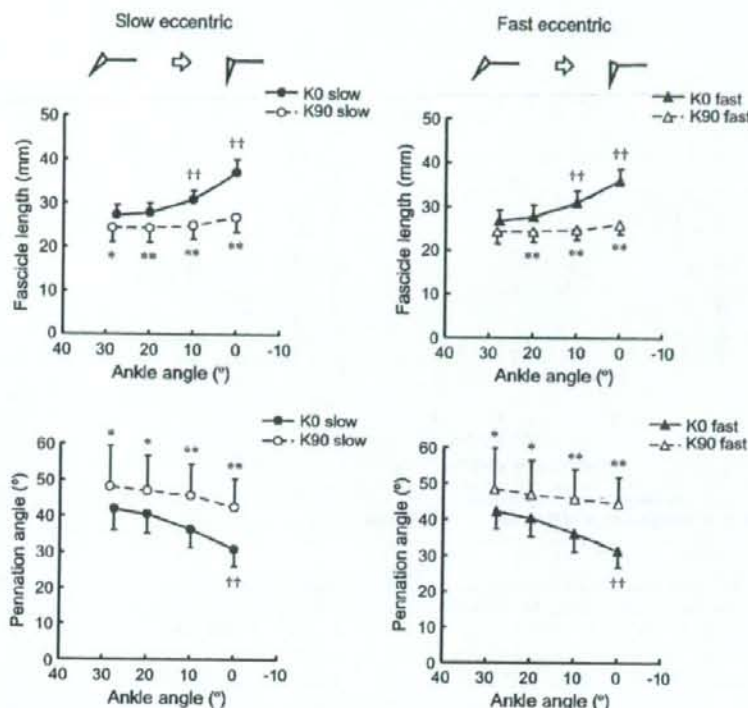 Slow eccentric
K0 slow
K90 slow
50
40
30
20
10
0
Fascicle length (mm)
††
††
*
**
**
**
40 30 20 10 0 -10
Ankle angle (°)
Fast eccentric
K0 fast
K90 fast
50
40
30
20
10
0
Fascicle length (mm)
††
††
**
**
**
40 30 20 10 0 -10
Ankle angle (°)
K0 slow
K90 slow
60
50
40
30
20
10
0
Pennation angle (°)
*
*
**
**
††
40 30 20 10 0 -10
Ankle angle (°)
K0 fast
K90 fast
60
50
40
30
20
10
0
Pennation angle (°)
*
*
**
**
††
40 30 20 10 0 -10
Ankle angle (°)